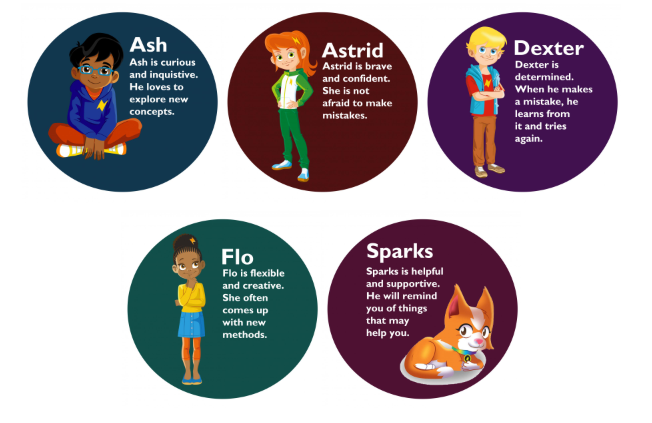 Ash
Ash is curious
and inquistive.
He loves to
explore new
concepts.
Astrid
Astrid is brave
and confident.
She is not
afraid to make
mistakes.
Dexter
Dexter is
determined.
When he makes
a mistake, he
learns from
it and tries
again.
Flo
Flo is flexible
and creative.
She often
comes up
with new
methods.
Sparks
Sparks is helpful
and supportive.
He will remind
you of things
that may
help you.